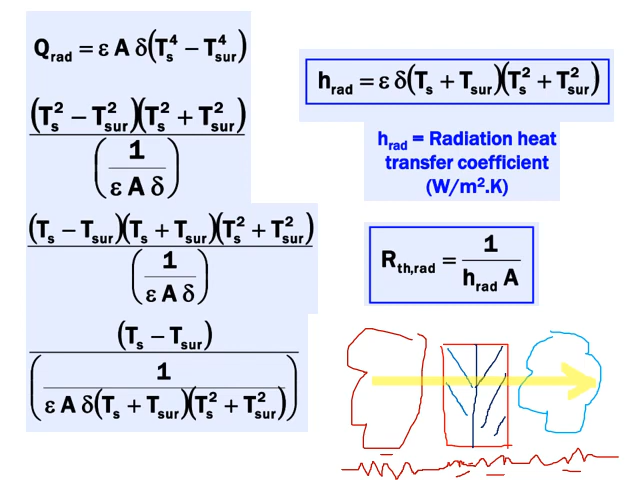 Q_rad = ε A δ(T_s^4 − T_sur^4)
(T_s^2 − T_sur^2)(T_s^2 + T_sur^2)
(1
ε A δ)
(T_s − T_sur)(T_s + T_sur)(T_s^2 + T_sur^2)
(1
ε A δ)
(T_s − T_sur)
(1
ε A δ(T_s + T_sur)(T_s^2 + T_sur^2))
h_rad = ε δ(T_s + T_sur)(T_s^2 + T_sur^2)
h_rad = Radiation heat
transfer coefficient
(W/m².K)
R_th,rad = 1
h_rad A